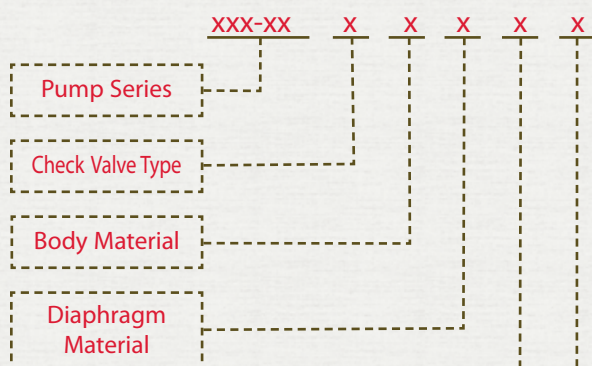 xxx-xx x x x x x
Pump Series
Check Valve Type
Body Material
Diaphragm
Material